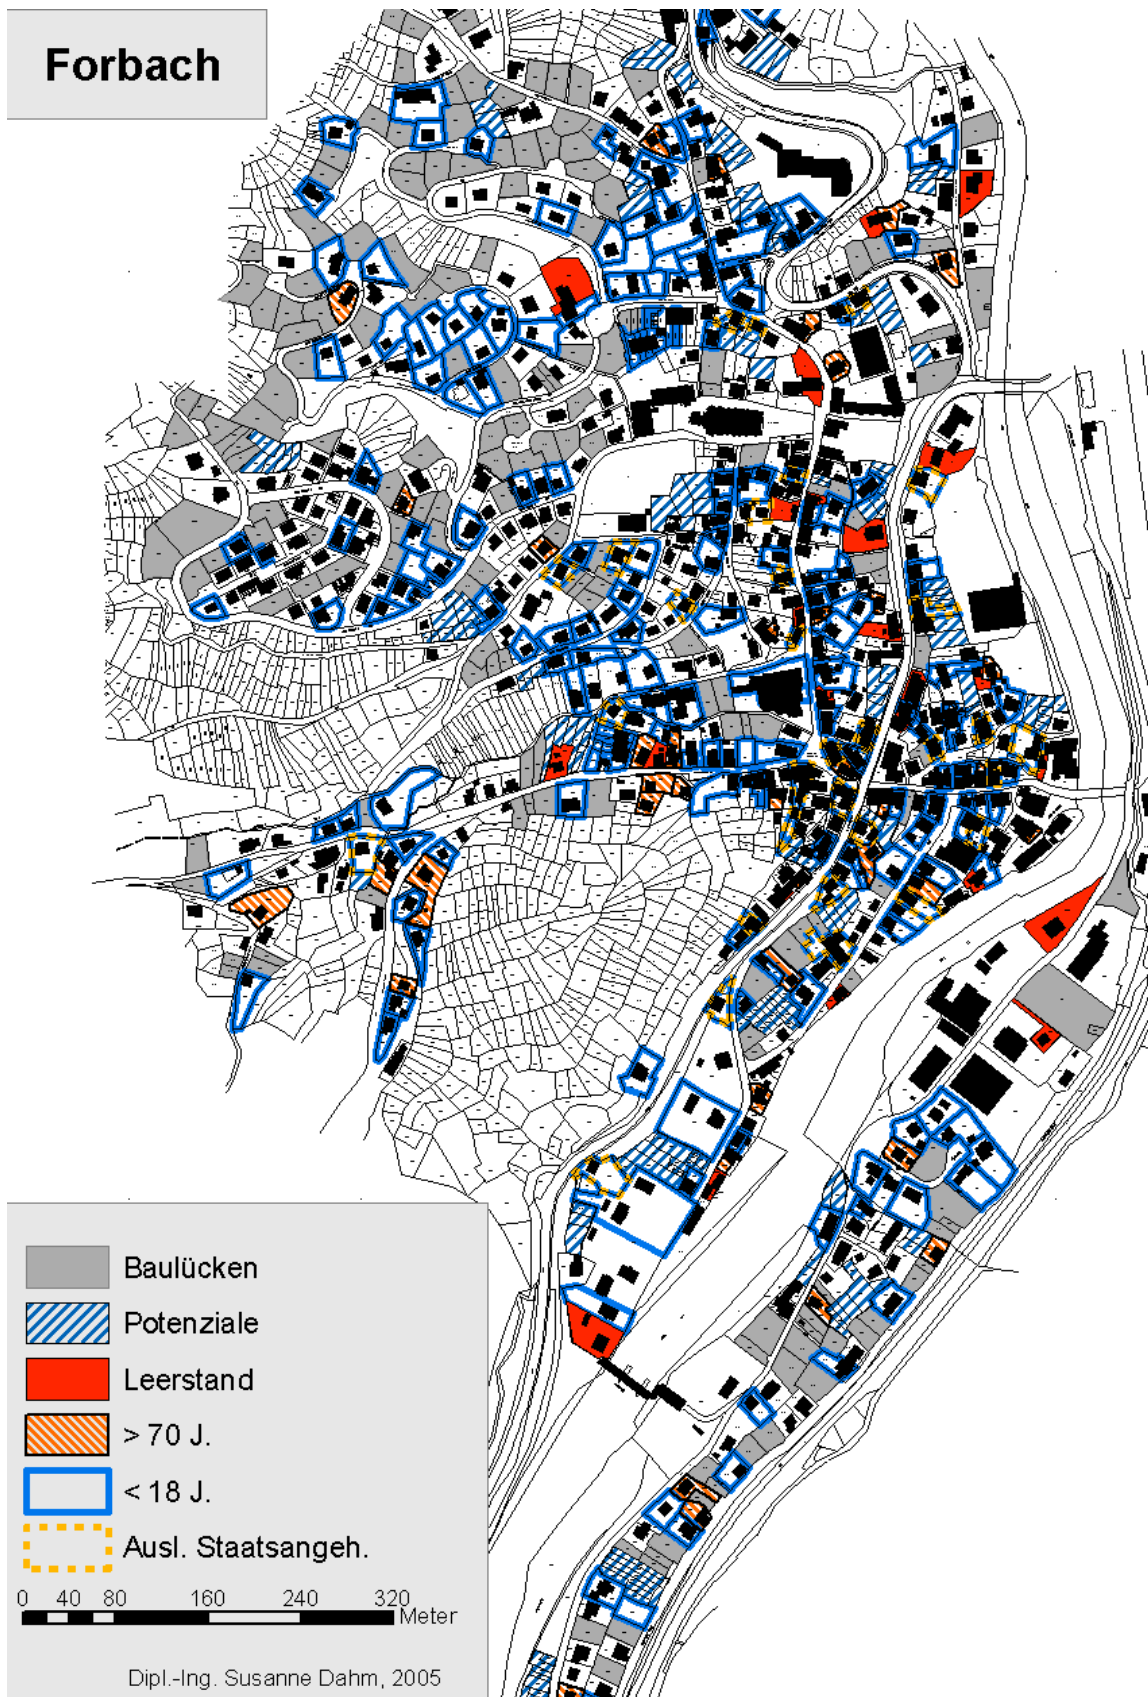 Forbach
Baulücken
Potenziale
Leerstand
> 70 J.
< 18 J.
Ausl. Staatsangeh.
0 40 80 160 240 320
Meter
Dipl.-Ing. Susanne Dahm, 2005